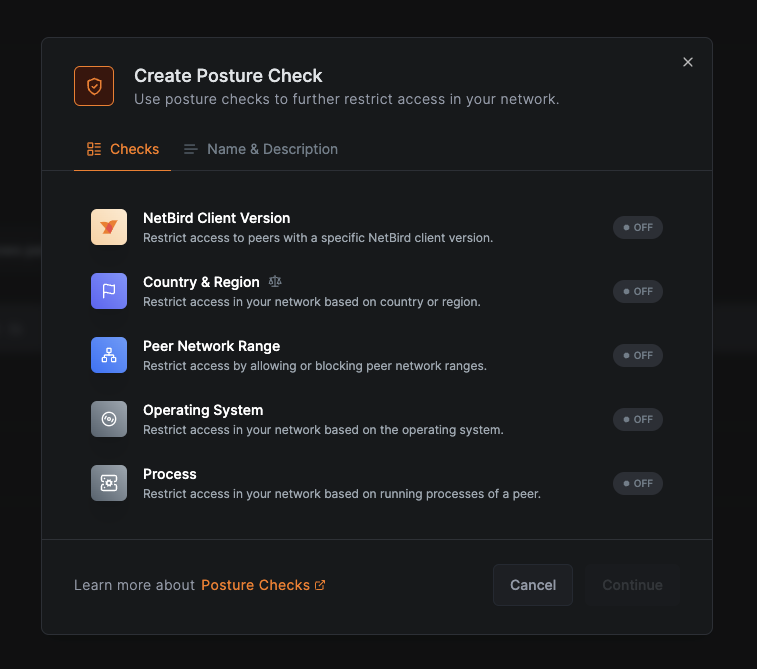 Create Posture Check
Use posture checks to further restrict access in your network.
Checks
Name & Description
NetBird Client Version
Restrict access to peers with a specific NetBird client version.
OFF
Country & Region
Restrict access in your network based on country or region.
OFF
Peer Network Range
Restrict access by allowing or blocking peer network ranges.
OFF
Operating System
Restrict access in your network based on the operating system.
OFF
Process
Restrict access in your network based on running processes of a peer.
OFF
Learn more about Posture Checks
Cancel
Continue